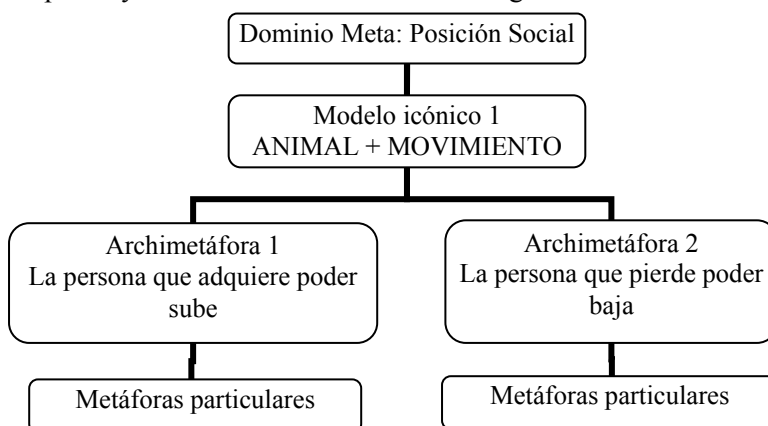 Dominio Meta: Posición Social
Modelo icónico 1
ANIMAL + MOVIMIENTO
Archimetáfora 1
La persona que adquiere poder
sube
Archimetáfora 2
La persona que pierde poder
baja
Metáforas particulares
Metáforas particulares